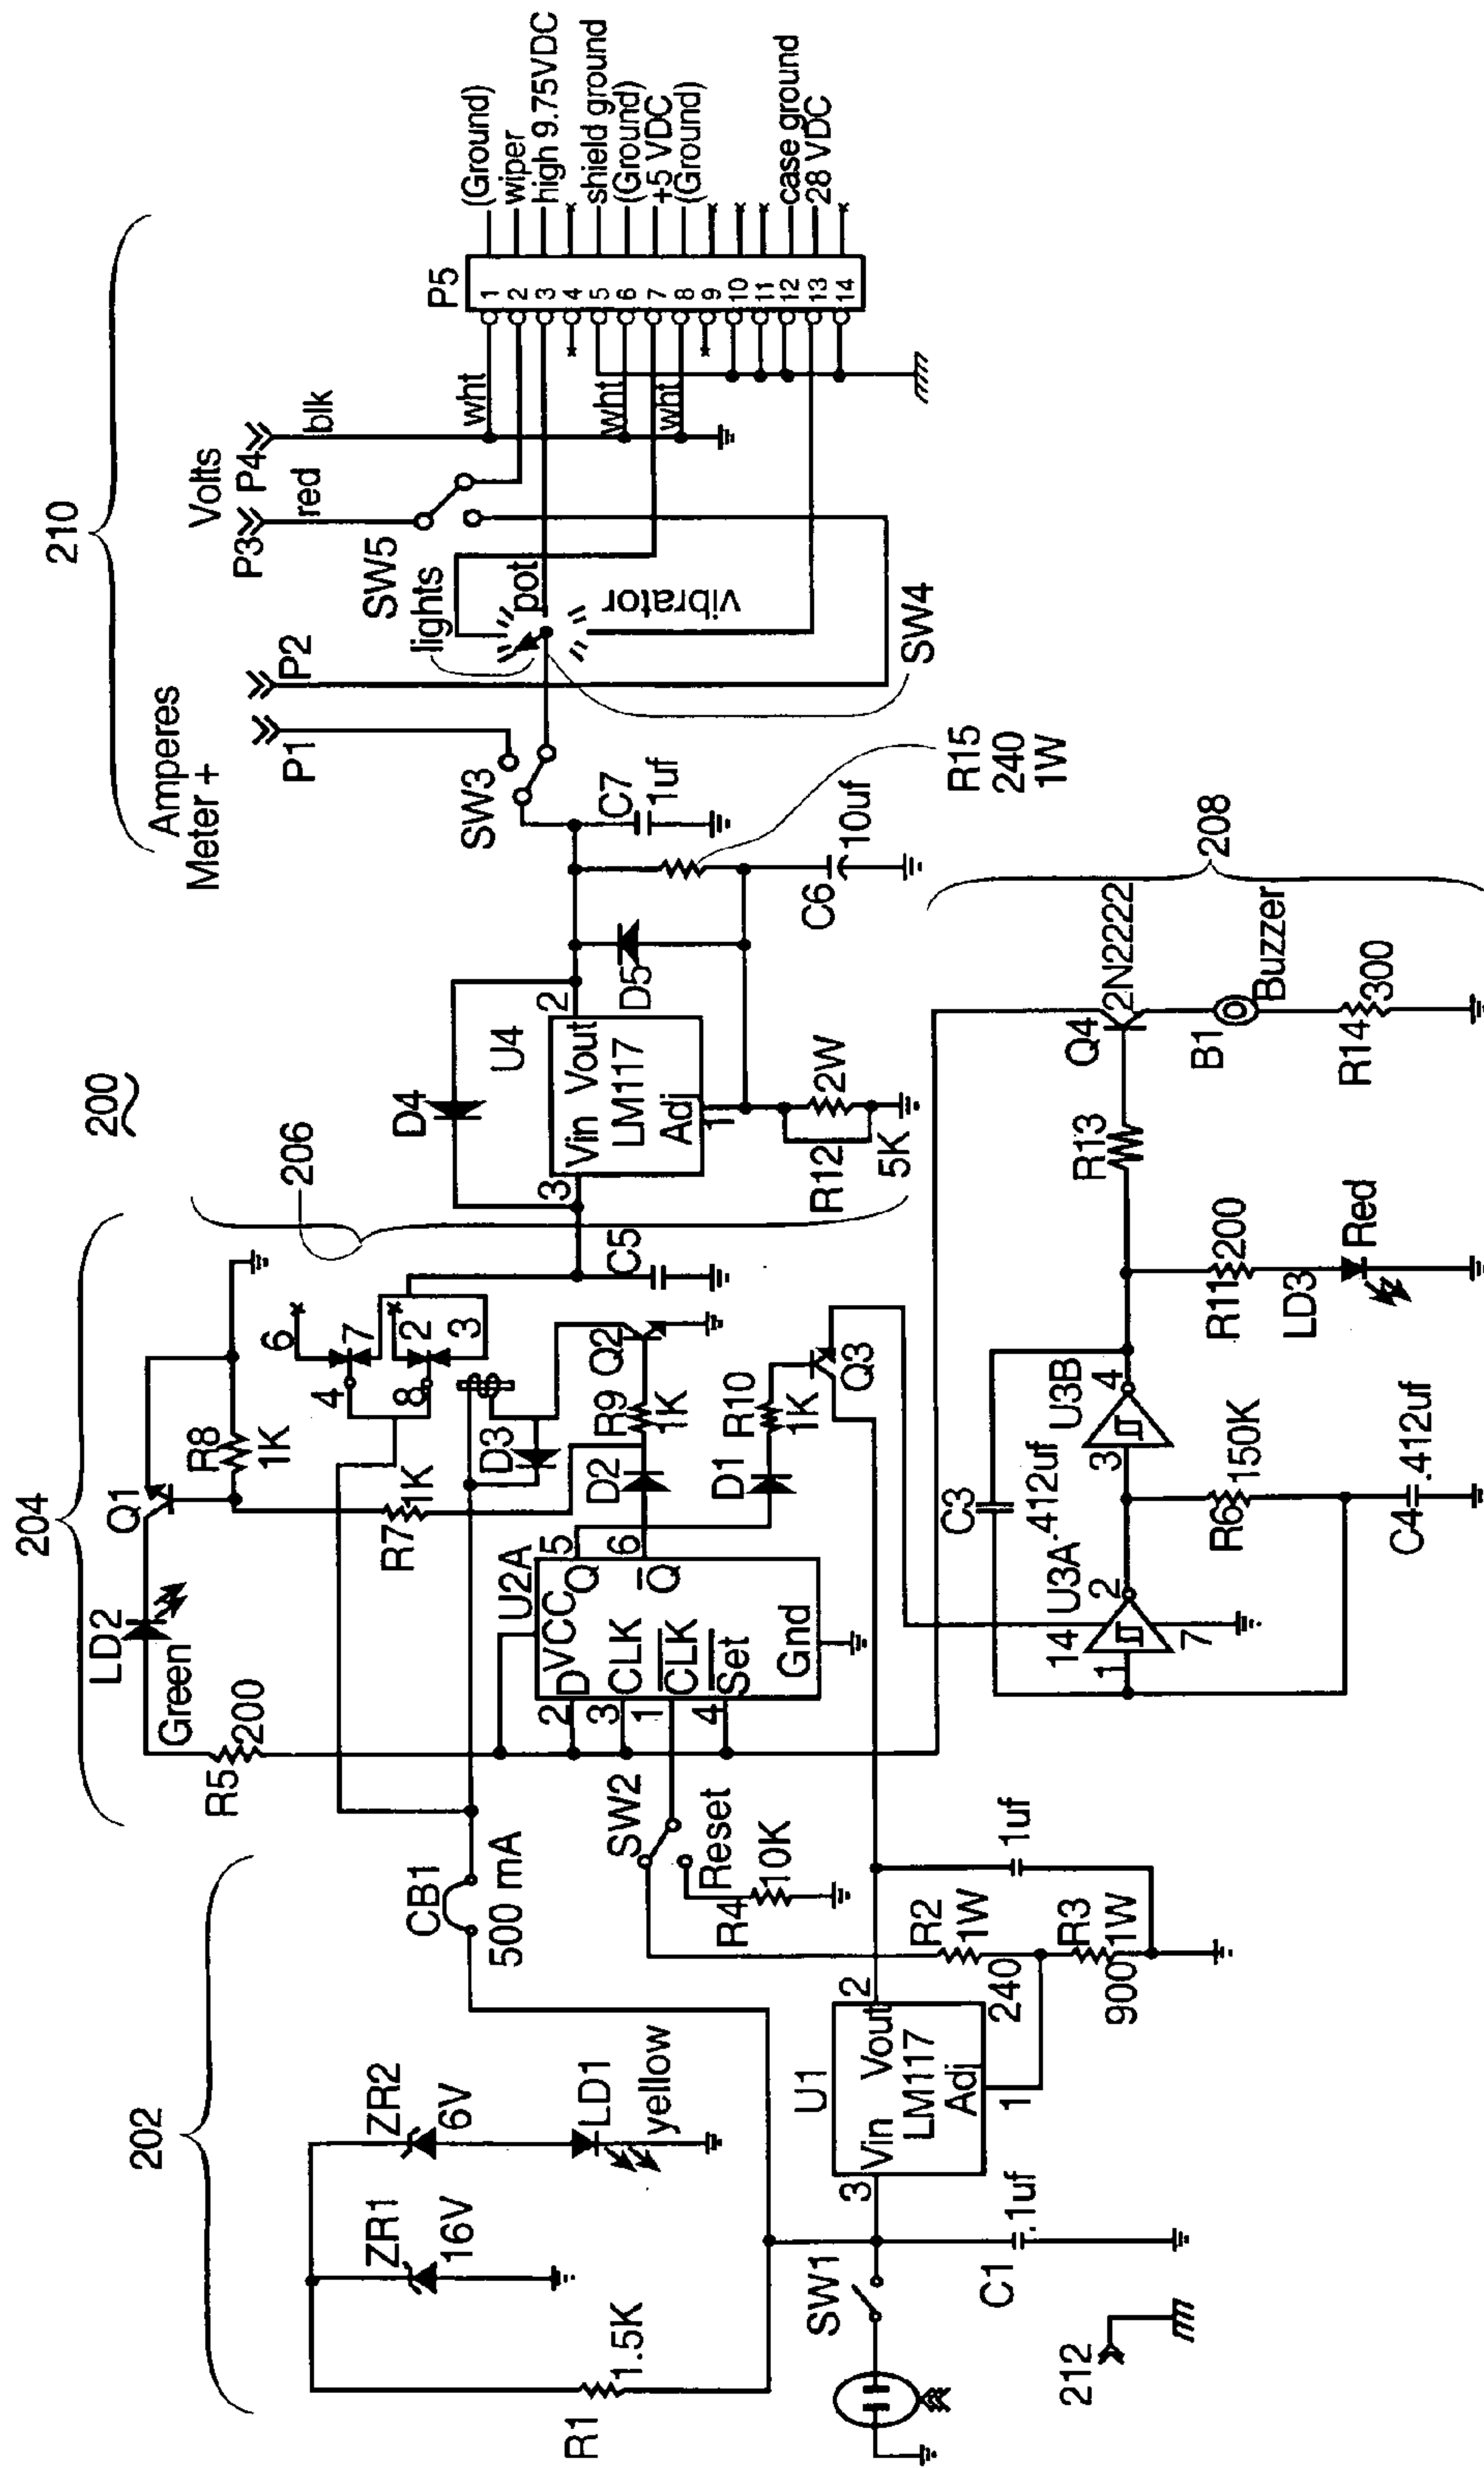 200
202
204
206
208
210
212
R1
1.5K
ZR1
16V
ZR2
6V
LD1
yellow
CB1
500 mA
SW1
C1
.1uf
U1
3
Vin
Vout
2
LM117
Adj
1
R2
1W
240
R3
1W
900
1uf
SW2
Reset
R4
10K
R5
200
LD2
Green
Q1
R8
1K
R7
1K
U2A
VCC
2
D
3
CLK
1
CLK
4
Set
Gnd
Q
5
Q
6
D3
D2
D1
R9
1K
R10
1K
Q2
Q3
6
4
7
8
2
3
C5
D4
U4
3
Vin
Vout
2
LM117
Adj
1
R12
2W
5K
D5
C6
10uf
R15
240
1W
C7
1uf
SW3
Amperes
Meter +
P1
P2
Volts
P3
P4
red
blk
SW5
lights
pot
vibrator
SW4
wht
wht
wht
P5
1
2
3
4
5
6
7
8
9
10
11
12
13
14
(Ground)
wiper
high 9.75VDC
shield ground
(Ground)
+5 VDC
(Ground)
case ground
28 VDC
U3A
14
1
2
7
C3
.412uf
U3B
3
4
R6
150K
C4
.412uf
R11
200
LD3
Red
R13
Q4
2N2222
B1
Buzzer
R14
300